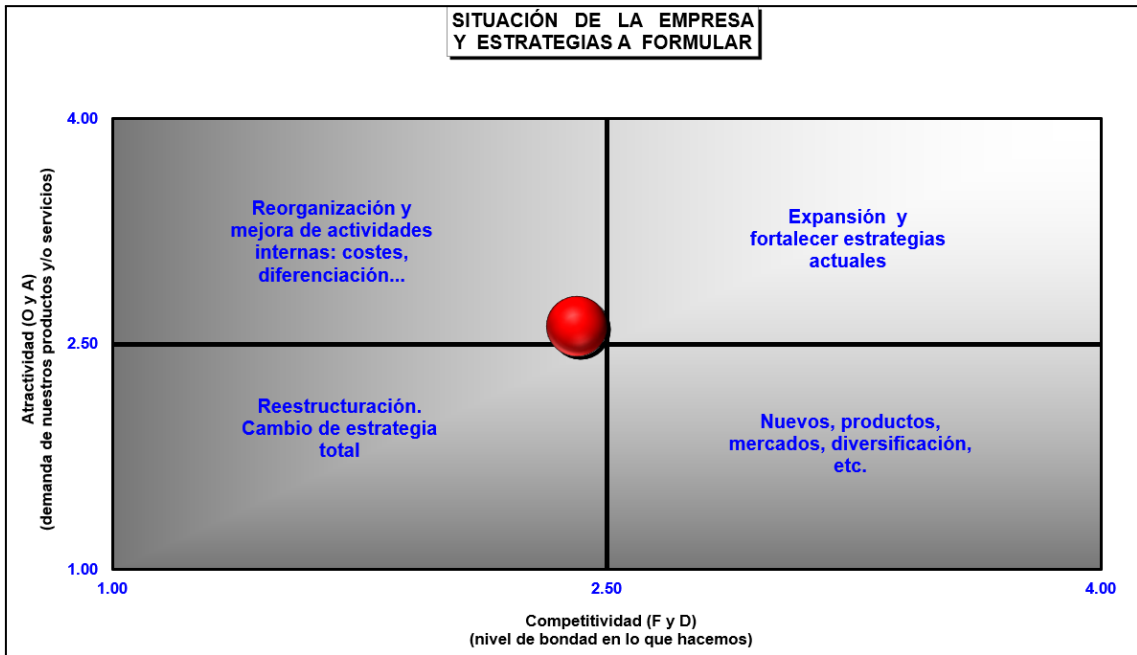 SITUACIÓN DE LA EMPRESA
Y ESTRATEGIAS A FORMULAR
4.00
Reorganización y
mejora de actividades
internas: costes,
diferenciación...
Expansión y
fortalecer estrategias
actuales
Atractividad (O y A)
(demanda de nuestros productos y/o servicios)
2.50
Reestructuración.
Cambio de estrategia
total
Nuevos, productos,
mercados, diversificación,
etc.
1.00
1.00
2.50
4.00
Competitividad (F y D)
(nivel de bondad en lo que hacemos)